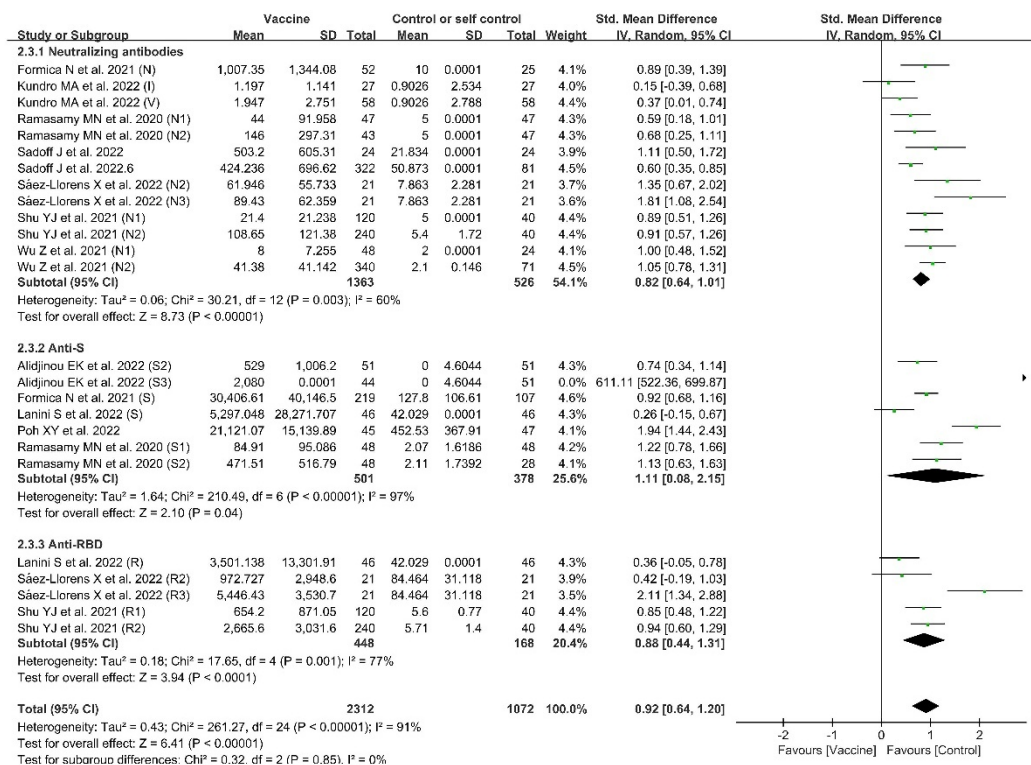 Vaccine Control or self control Std. Mean Difference Std. Mean Difference
Study or Subgroup Mean SD Total Mean SD Total Weight IV, Random, 95% CI IV, Random, 95% CI
2.3.1 Neutralizing antibodies
Formica N et al. 2021 (N) 1,007.35 1,344.08 52 10 0.0001 25 4.1% 0.89 [0.39, 1.39]
Kundro MA et al. 2022 (I) 1.197 1.141 27 0.9026 2.534 27 4.0% 0.15 [-0.39, 0.68]
Kundro MA et al. 2022 (V) 1.947 2.751 58 0.9026 2.788 58 4.3% 0.37 [0.01, 0.74]
Ramasamy MN et al. 2020 (N1) 44 91.958 47 5 0.0001 47 4.2% 0.59 [0.18, 1.01]
Ramasamy MN et al. 2020 (N2) 146 297.31 43 5 0.0001 47 4.2% 0.68 [0.25, 1.11]
Sadoff J et al. 2022 503.2 605.31 24 21.834 0.0001 24 3.9% 1.11 [0.50, 1.72]
Sadoff J et al. 2022.6 424.236 696.62 322 50.873 0.0001 81 4.4% 0.60 [0.35, 0.85]
Sáez-Llorens X et al. 2022 (N2) 61.946 55.733 21 7.863 2.281 21 3.7% 1.35 [0.67, 2.02]
Sáez-Llorens X et al. 2022 (N3) 89.43 62.359 21 7.863 2.281 21 3.6% 1.81 [1.08, 2.54]
Shu YJ et al. 2021 (N1) 21.4 21.238 120 5 0.0001 40 4.3% 0.89 [0.51, 1.26]
Shu YJ et al. 2021 (N2) 108.65 121.38 240 5.4 1.72 40 4.3% 0.91 [0.57, 1.26]
Wu Z et al. 2021 (N1) 8 7.255 48 2 0.0001 24 4.1% 1.00 [0.48, 1.52]
Wu Z et al. 2021 (N2) 41.38 41.142 340 2.1 0.146 71 4.5% 1.05 [0.78, 1.31]
Subtotal (95% CI) 1363 526 54.1% 0.82 [0.64, 1.01]
Heterogeneity: Tau² = 0.06; Chi² = 30.21, df = 12 (P = 0.003); I² = 60%
Test for overall effect: Z = 8.73 (P < 0.00001)
2.3.2 Anti-S
Alidjinou EK et al. 2022 (S2) 529 1,006.2 51 0 4.6044 51 4.3% 0.74 [0.34, 1.14]
Alidjinou EK et al. 2022 (S3) 2,080 0.0001 44 0 4.6044 51 0.0% 611.11 [522.36, 699.87]
Formica N et al. 2021 (S) 30,406.61 40,146.5 219 127.8 106.61 107 4.4% 0.92 [0.68, 1.16]
Lanini S et al. 2022 (S) 5,297.048 28,271.707 46 42.029 0.0001 46 4.2% 0.26 [-0.15, 0.67]
Poh XY et al. 2022 21,121.07 15,139.89 45 452.53 367.91 47 4.1% 1.94 [1.44, 2.43]
Ramasamy MN et al. 2020 (S1) 84.91 95.086 48 2.07 1.6186 48 4.2% 1.22 [0.78, 1.66]
Ramasamy MN et al. 2020 (S2) 471.51 516.79 48 2.11 1.7392 28 4.1% 1.13 [0.63, 1.63]
Subtotal (95% CI) 501 378 25.6% 1.11 [0.08, 2.15]
Heterogeneity: Tau² = 1.64; Chi² = 210.49, df = 6 (P < 0.00001); I² = 97%
Test for overall effect: Z = 2.10 (P = 0.04)
2.3.3 Anti-RBD
Lanini S et al. 2022 (R) 3,501.138 13,301.91 46 42.029 0.0001 46 4.2% 0.36 [-0.05, 0.78]
Sáez-Llorens X et al. 2022 (R2) 972.727 2,948.6 21 84.464 31.118 21 3.9% 0.42 [-0.19, 1.03]
Sáez-Llorens X et al. 2022 (R3) 5,446.43 3,530.7 21 84.464 31.118 21 3.5% 2.11 [1.34, 2.88]
Shu YJ et al. 2021 (R1) 654.2 871.05 120 5.6 0.77 40 4.3% 0.85 [0.48, 1.22]
Shu YJ et al. 2021 (R2) 2,665.6 3,031.6 240 5.71 1.4 40 4.3% 0.94 [0.60, 1.29]
Subtotal (95% CI) 448 168 20.4% 0.88 [0.44, 1.31]
Heterogeneity: Tau² = 0.18; Chi² = 17.65, df = 4 (P = 0.001); I² = 77%
Test for overall effect: Z = 3.94 (P < 0.0001)
Total (95% CI) 2312 1072 100.0% 0.92 [0.64, 1.20]
Heterogeneity: Tau² = 0.43; Chi² = 261.27, df = 24 (P < 0.00001); I² = 91%
Test for overall effect: Z = 6.41 (P < 0.00001)
Test for subgroup differences: Chi² = 0.32, df = 2 (P = 0.85), I² = 0%
-2 -1 0 1 2
Favours [Vaccine] Favours [Control]